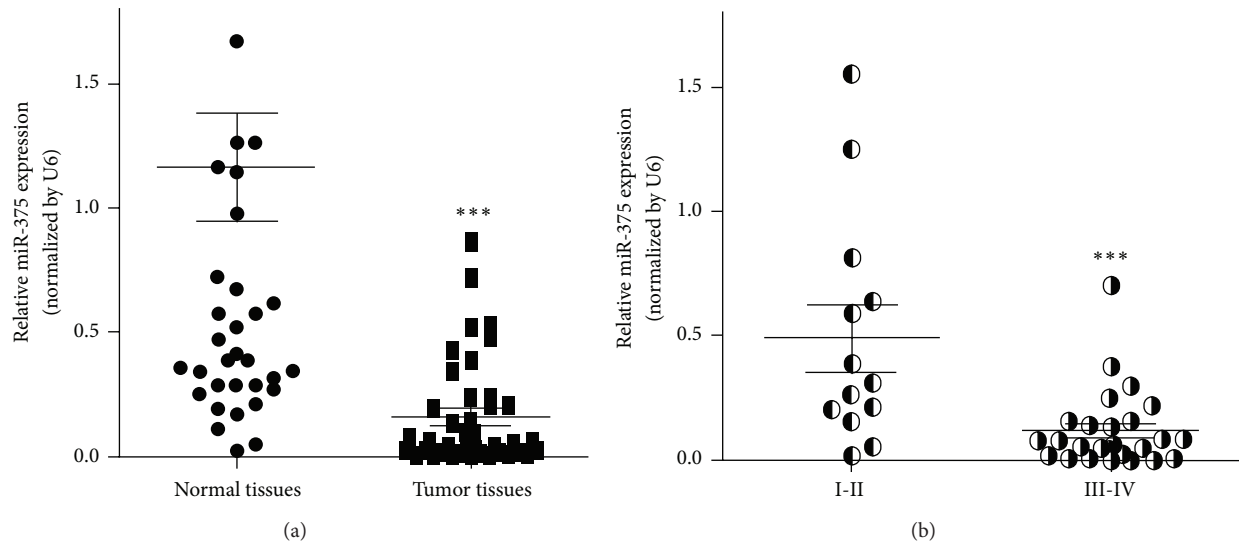 Relative miR-375 expression
(normalized by U6)
1.5
1.0
0.5
0.0
***
Normal tissues
Tumor tissues
(a)
Relative miR-375 expression
(normalized by U6)
1.5
1.0
0.5
0.0
***
I-II
III-IV
(b)